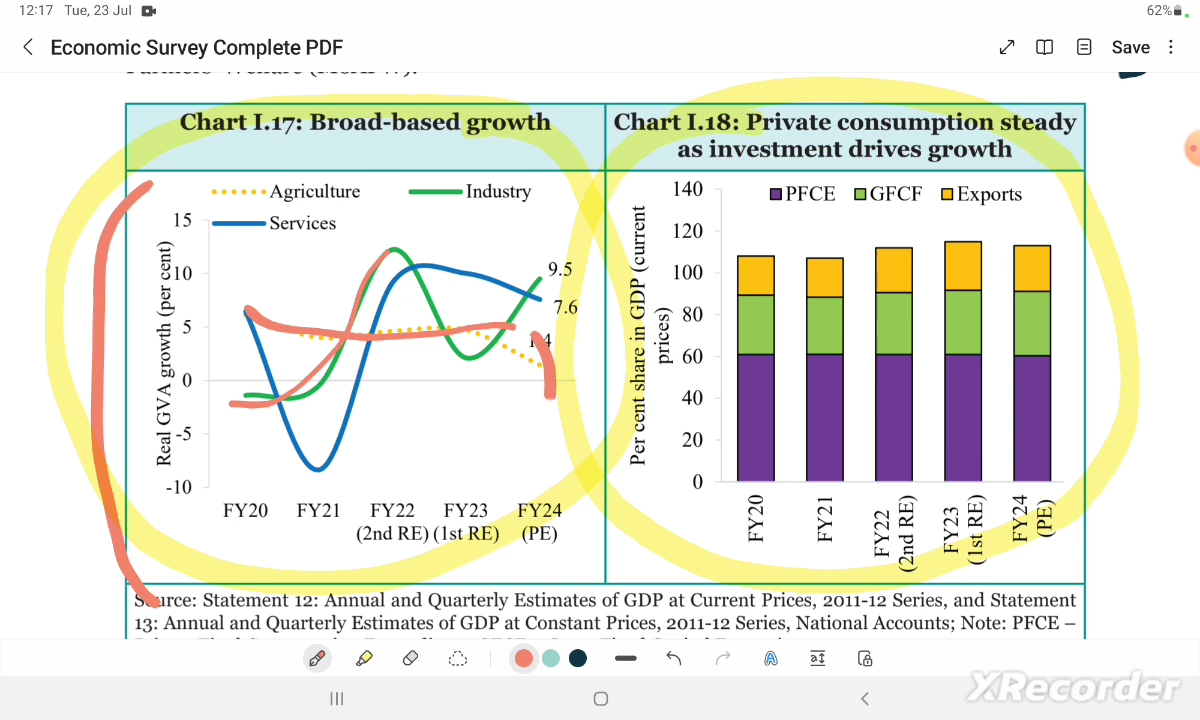 12:17 Tue, 23 Jul
62%
Economic Survey Complete PDF
Save
Chart I.17: Broad-based growth
Agriculture
Industry
Services
Real GVA growth (per cent)
15
10
5
0
-5
-10
9.5
7.6
1.4
FY20 FY21 FY22 FY23 FY24
(2nd RE) (1st RE) (PE)
Chart I.18: Private consumption steady
as investment drives growth
PFCE GFCF Exports
Per cent share in GDP (current
prices)
140
120
100
80
60
40
20
0
FY20
FY21
FY22
(2nd RE)
FY23
(1st RE)
FY24
(PE)
Source: Statement 12: Annual and Quarterly Estimates of GDP at Current Prices, 2011-12 Series, and Statement
13: Annual and Quarterly Estimates of GDP at Constant Prices, 2011-12 Series, National Accounts; Note: PFCE –
XRecorder